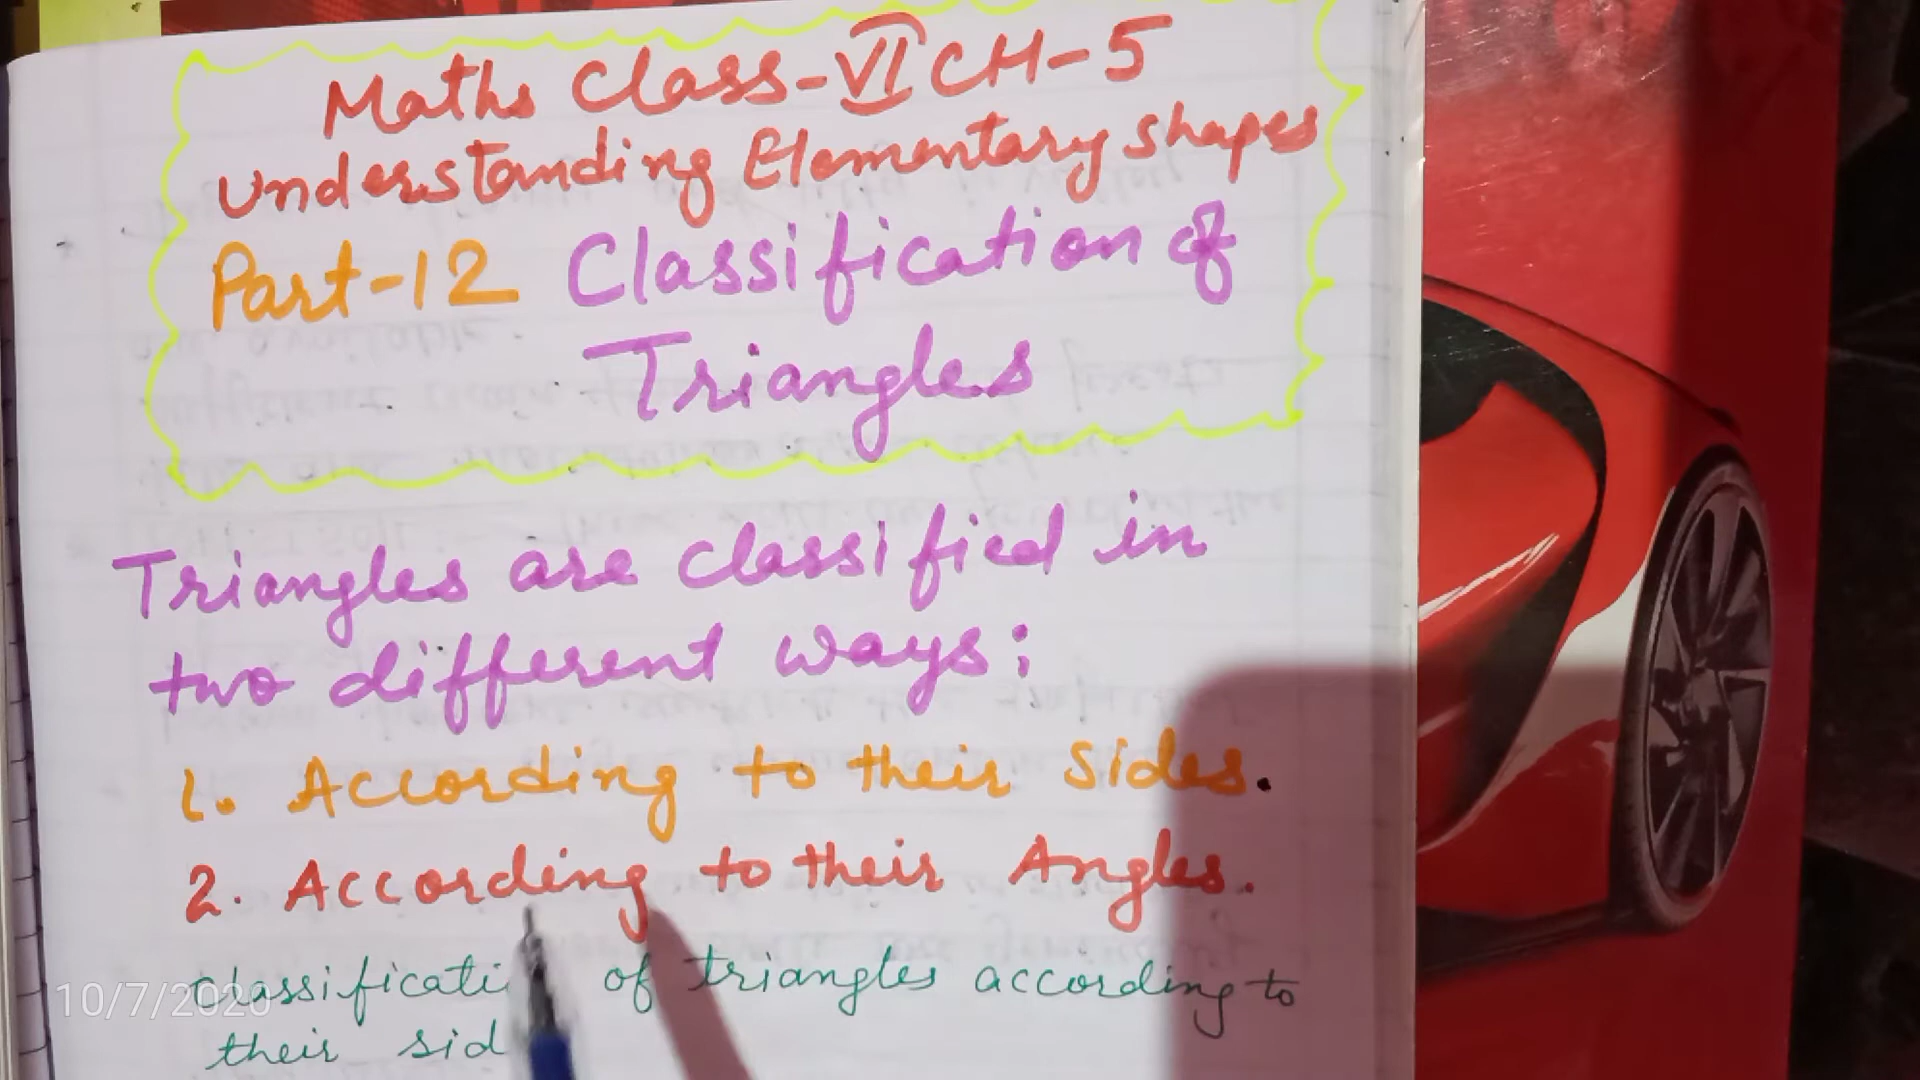 Maths Class-VI CH-5
Understanding Elementary shapes
Part-12 Classification of
Triangles
Triangles are classified in
two different ways:
1. According to their Sides.
2. According to their Angles.
classificati of triangles according to
their sid
10/7/2020